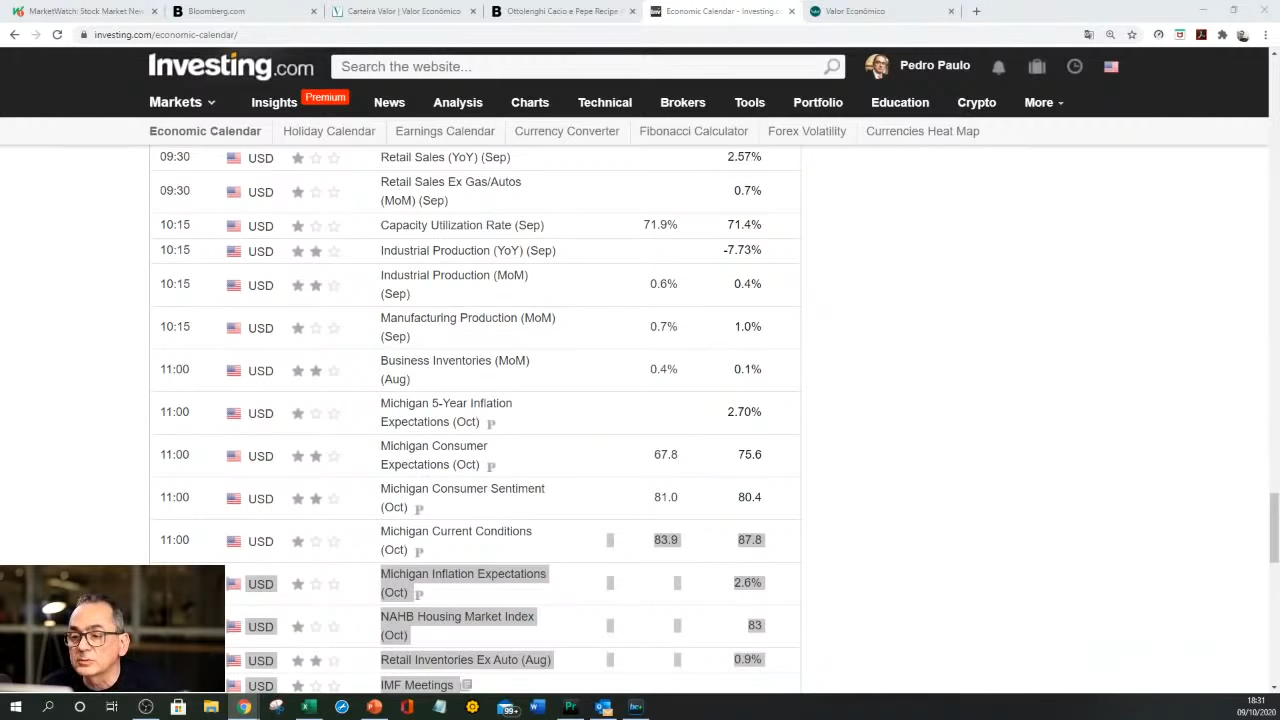 MarketWatch: Stock Market New
Bloomberg.com
Carteira Valor | Valor Econômico
Ottolenghi Cacio e Pepe Recipe
Economic Calendar - Investing.co
Valor Econômico
investing.com/economic-calendar/
Investing.com
Search the website...
Pedro Paulo
Markets
Insights
Premium
News
Analysis
Charts
Technical
Brokers
Tools
Portfolio
Education
Crypto
More
Economic Calendar
Holiday Calendar
Earnings Calendar
Currency Converter
Fibonacci Calculator
Forex Volatility
Currencies Heat Map
09:30 USD Retail Sales (YoY) (Sep) 2.57%
09:30 USD Retail Sales Ex Gas/Autos 0.7%
(MoM) (Sep)
10:15 USD Capacity Utilization Rate (Sep) 71.9% 71.4%
10:15 USD Industrial Production (YoY) (Sep) -7.73%
10:15 USD Industrial Production (MoM) 0.6% 0.4%
(Sep)
10:15 USD Manufacturing Production (MoM) 0.7% 1.0%
(Sep)
11:00 USD Business Inventories (MoM) 0.4% 0.1%
(Aug)
11:00 USD Michigan 5-Year Inflation 2.70%
Expectations (Oct) P
11:00 USD Michigan Consumer 67.8 75.6
Expectations (Oct) P
11:00 USD Michigan Consumer Sentiment 81.0 80.4
(Oct) P
11:00 USD Michigan Current Conditions 83.9 87.8
(Oct) P
USD Michigan Inflation Expectations 2.6%
(Oct) P
USD NAHB Housing Market Index 83
(Oct)
USD Retail Inventories Ex Auto (Aug) 0.9%
USD IMF Meetings
99+
Pr
18:31
09/10/2020